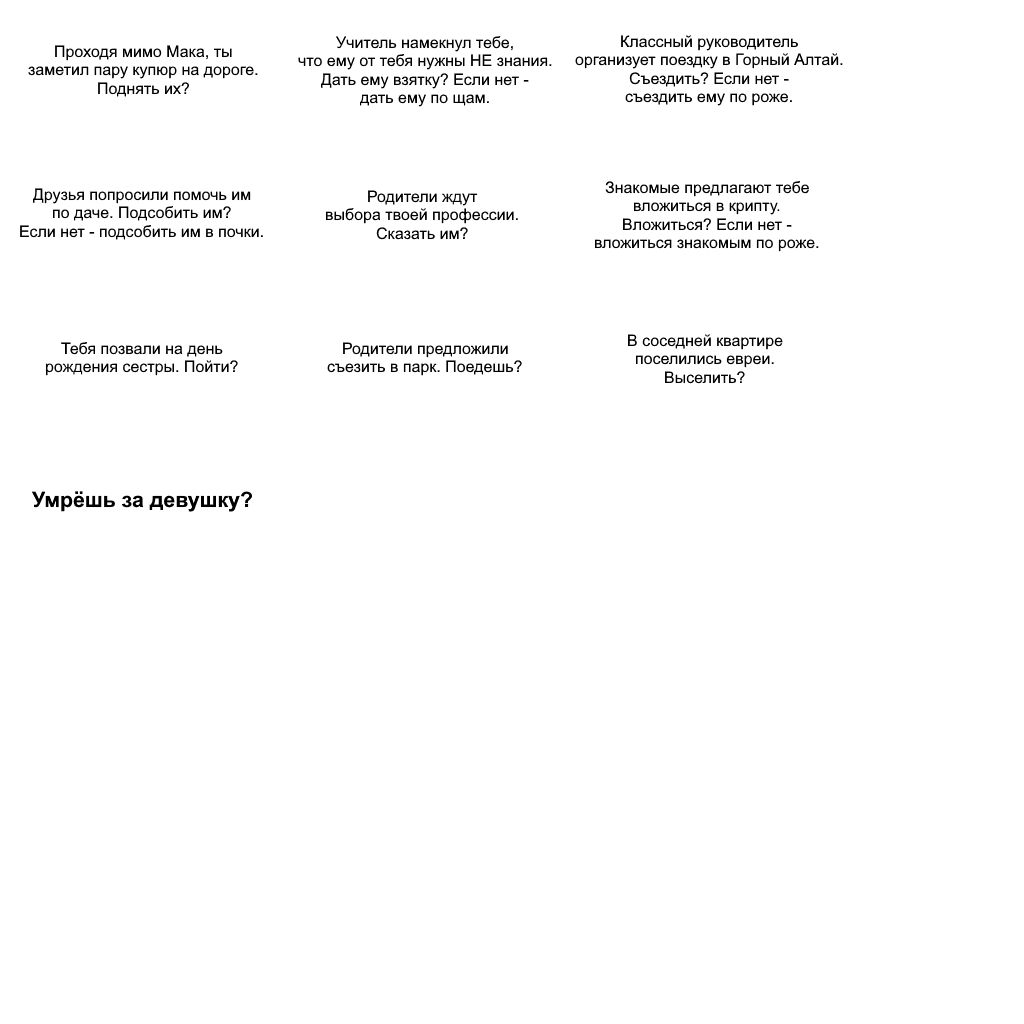 Проходя мимо Мака, ты
заметил пару купюр на дороге.
Поднять их?
Учитель намекнул тебе,
что ему от тебя нужны НЕ знания.
Дать ему взятку? Если нет -
дать ему по щам.
Классный руководитель
организует поездку в Горный Алтай.
Съездить? Если нет -
съездить ему по роже.
Друзья попросили помочь им
по даче. Подсобить им?
Если нет - подсобить им в почки.
Родители ждут
выбора твоей профессии.
Сказать им?
Знакомые предлагают тебе
вложиться в крипту.
Вложиться? Если нет -
вложиться знакомым по роже.
Тебя позвали на день
рождения сестры. Пойти?
Родители предложили
съезить в парк. Поедешь?
В соседней квартире
поселились евреи.
Выселить?
Умрёшь за девушку?